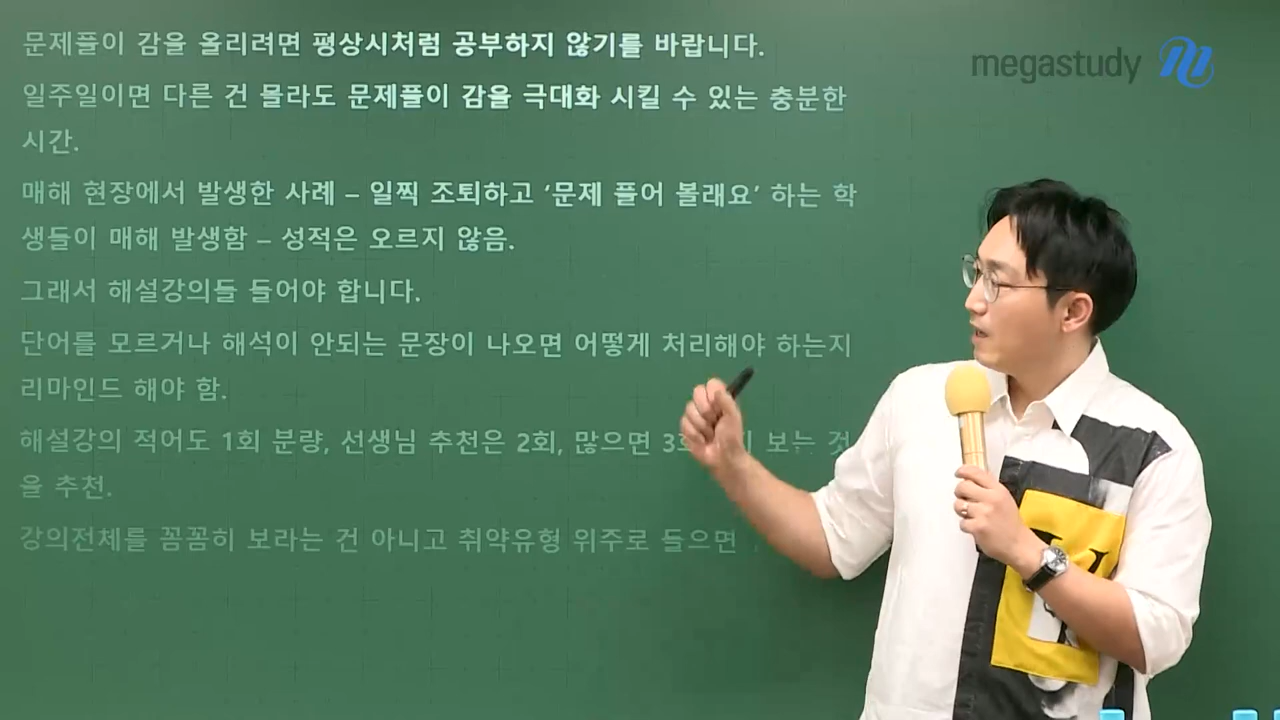 문제풀이 감을 올리려면 평상시처럼 공부하지 않기를 바랍니다.
megastudy
일주일이면 다른 건 몰라도 문제풀이 감을 극대화 시킬 수 있는 충분한
시간.
매해 현장에서 발생한 사례 – 일찍 조퇴하고 ‘문제 풀어 볼래요’ 하는 학
생들이 매해 발생함 – 성적은 오르지 않음.
그래서 해설강의들 들어야 합니다.
단어를 모르거나 해석이 안되는 문장이 나오면 어떻게 처리해야 하는지
리마인드 해야 함.
해설강의 적어도 1회 분량, 선생님 추천은 2회, 많으면 보는 것
을 추천.
강의전체를 꼼꼼히 보라는 건 아니고 취약유형 위주로 들으면